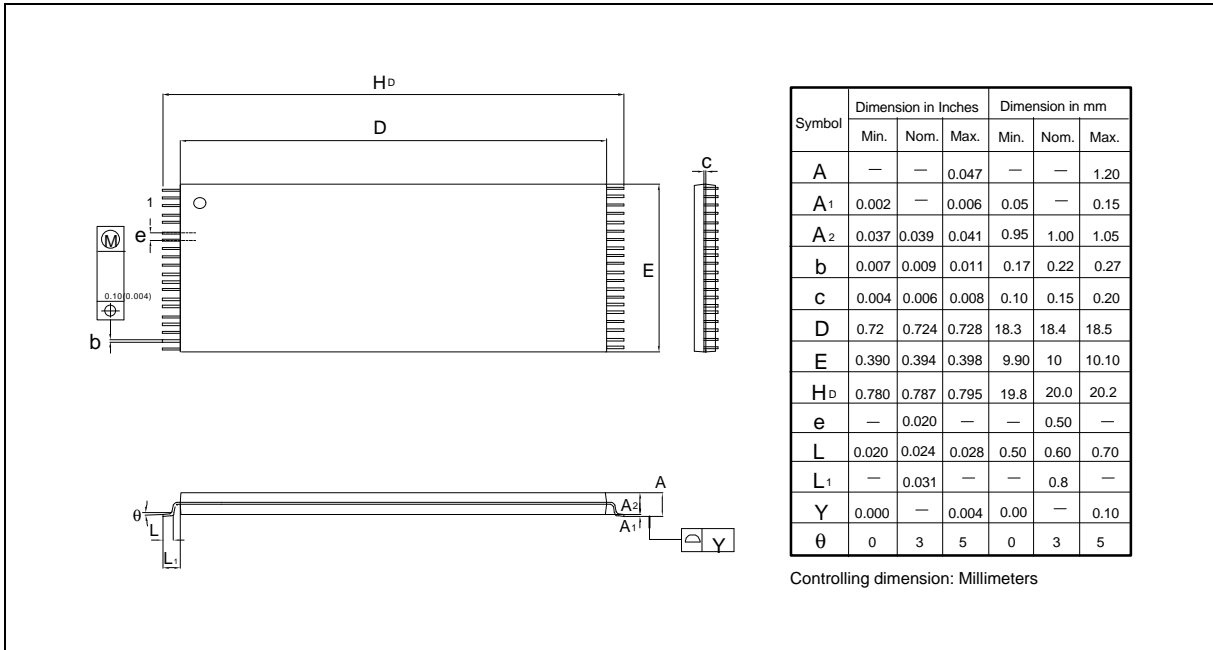 HD
D
c
1
e
M
0.10(0.004)
E
b
A
A2
θ
L
A1
L1
Y
Symbol Dimension in Inches Dimension in mm
Min. Nom. Max. Min. Nom. Max.
A — — 0.047 — — 1.20
A1 0.002 — 0.006 0.05 — 0.15
A2 0.037 0.039 0.041 0.95 1.00 1.05
b 0.007 0.009 0.011 0.17 0.22 0.27
c 0.004 0.006 0.008 0.10 0.15 0.20
D 0.72 0.724 0.728 18.3 18.4 18.5
E 0.390 0.394 0.398 9.90 10 10.10
HD 0.780 0.787 0.795 19.8 20.0 20.2
e — 0.020 — — 0.50 —
L 0.020 0.024 0.028 0.50 0.60 0.70
L1 — 0.031 — — 0.8 —
Y 0.000 — 0.004 0.00 — 0.10
θ 0 3 5 0 3 5
Controlling dimension: Millimeters